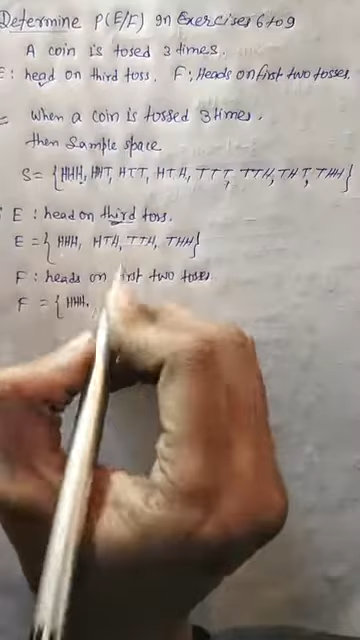 Determine P(E/F) In Exercises 6 to 9
A coin is tosed 3 times.
E: head on third toss. F: Heads on first two tosses
when a coin is tossed 3 times.
then Sample space
S = {HHH, HHT, HTT, HTH, TTT, TTH, THT, THH}
E : head on third toss.
E = {HHH, HTH, TTH, THH}
F : heads on first two tosses
F = {HHH,